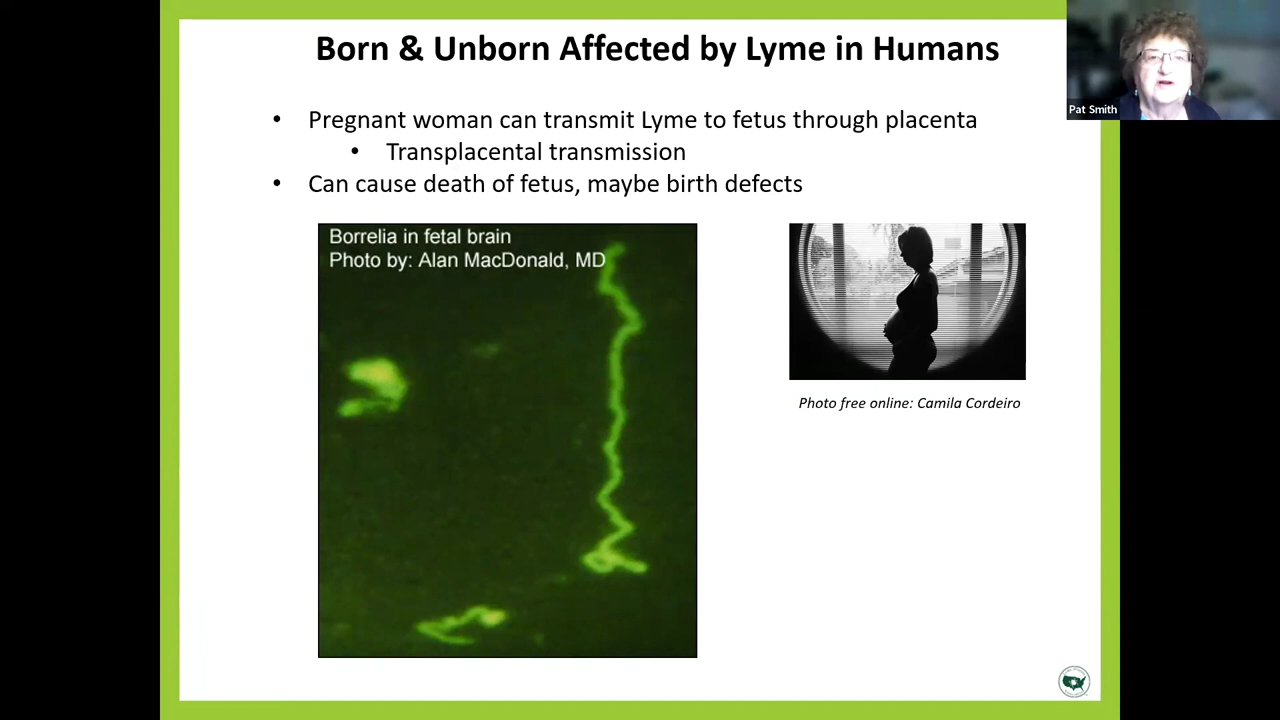 Born & Unborn Affected by Lyme in Humans
Pat Smith
• Pregnant woman can transmit Lyme to fetus through placenta
• Transplacental transmission
• Can cause death of fetus, maybe birth defects
Borrelia in fetal brain
Photo by: Alan MacDonald, MD
Photo free online: Camila Cordeiro